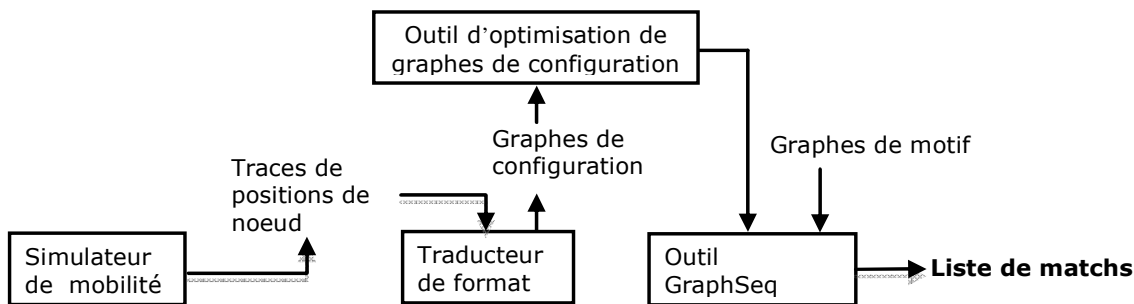 Outil d'optimisation de
graphes de configuration
Graphes de
configuration
Graphes de motif
Traces de
positions de
noeud
Simulateur
de mobilité
Traducteur
de format
Outil
GraphSeq
Liste de matchs